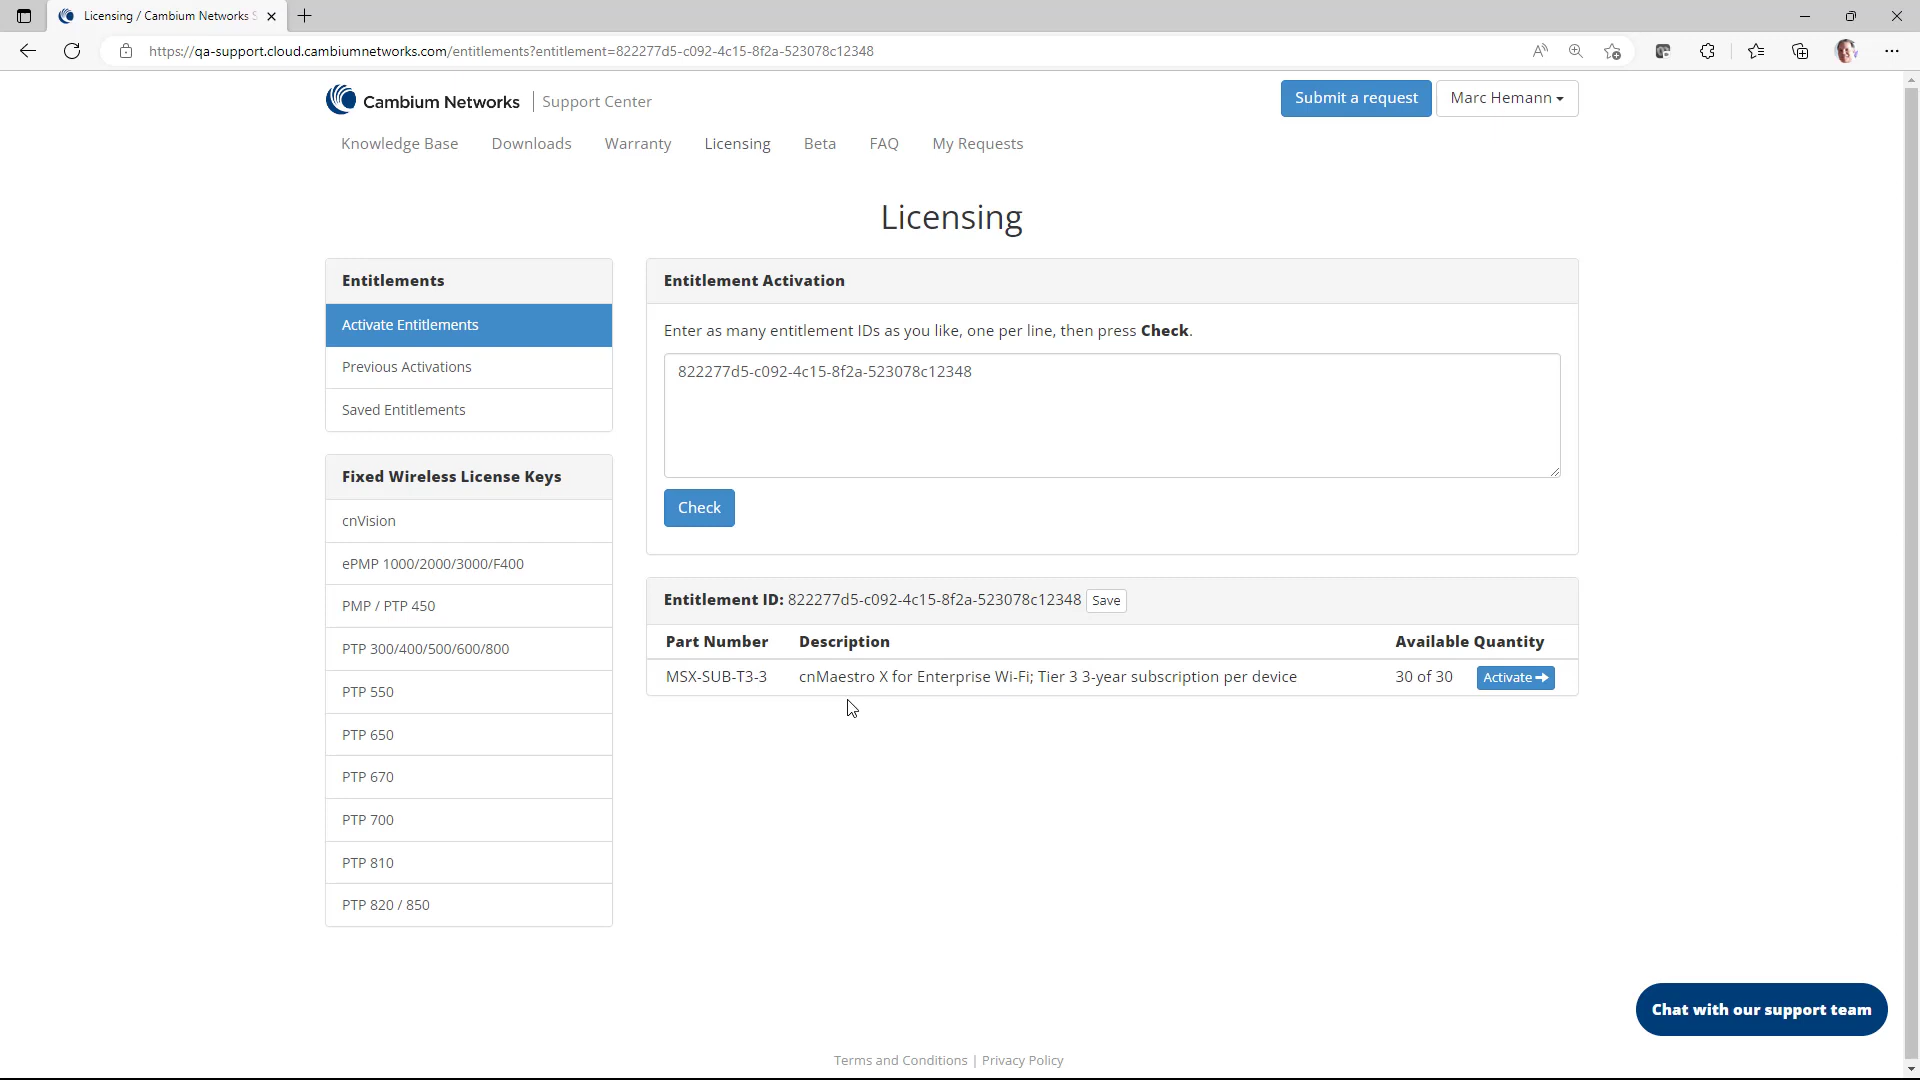 Licensing / Cambium Networks S
https://qa-support.cloud.cambiumnetworks.com/entitlements?entitlement=822277d5-c092-4c15-8f2a-523078c12348
Cambium Networks | Support Center
Submit a request
Marc Hemann
Knowledge Base Downloads Warranty Licensing Beta FAQ My Requests
Licensing
Entitlements
Activate Entitlements
Previous Activations
Saved Entitlements
Fixed Wireless License Keys
cnVision
ePMP 1000/2000/3000/F400
PMP / PTP 450
PTP 300/400/500/600/800
PTP 550
PTP 650
PTP 670
PTP 700
PTP 810
PTP 820 / 850
Entitlement Activation
Enter as many entitlement IDs as you like, one per line, then press Check.
822277d5-c092-4c15-8f2a-523078c12348
Check
Entitlement ID: 822277d5-c092-4c15-8f2a-523078c12348 Save
Part Number Description Available Quantity
MSX-SUB-T3-3 cnMaestro X for Enterprise Wi-Fi; Tier 3 3-year subscription per device 30 of 30 Activate
Chat with our support team
Terms and Conditions | Privacy Policy